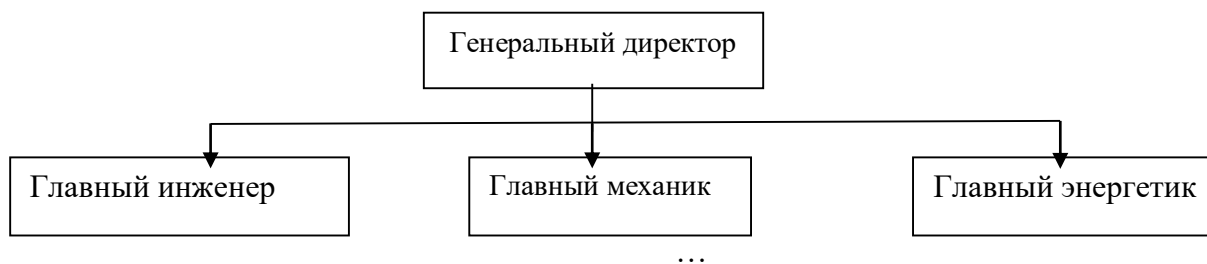 Генеральный директор
Главный инженер
Главный механик
Главный энергетик
…